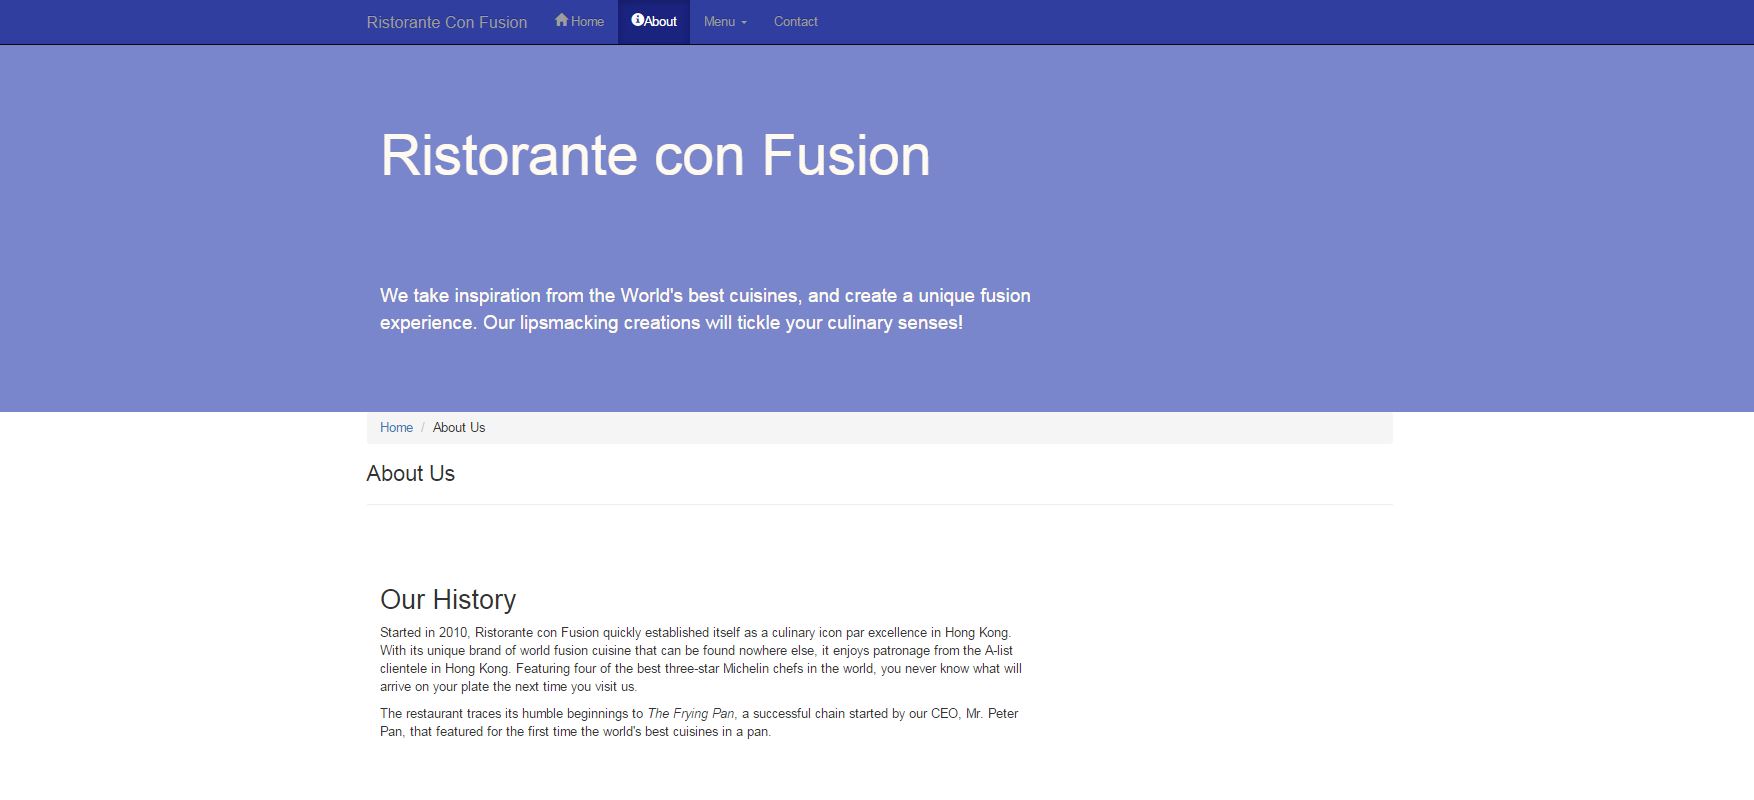 Ristorante Con Fusion Home About Menu Contact
Ristorante con Fusion
We take inspiration from the World's best cuisines, and create a unique fusion
experience. Our lipsmacking creations will tickle your culinary senses!
Home / About Us
About Us
Our History
Started in 2010, Ristorante con Fusion quickly established itself as a culinary icon par excellence in Hong Kong.
With its unique brand of world fusion cuisine that can be found nowhere else, it enjoys patronage from the A-list
clientele in Hong Kong. Featuring four of the best three-star Michelin chefs in the world, you never know what will
arrive on your plate the next time you visit us.
The restaurant traces its humble beginnings to The Frying Pan, a successful chain started by our CEO, Mr. Peter
Pan, that featured for the first time the world's best cuisines in a pan.